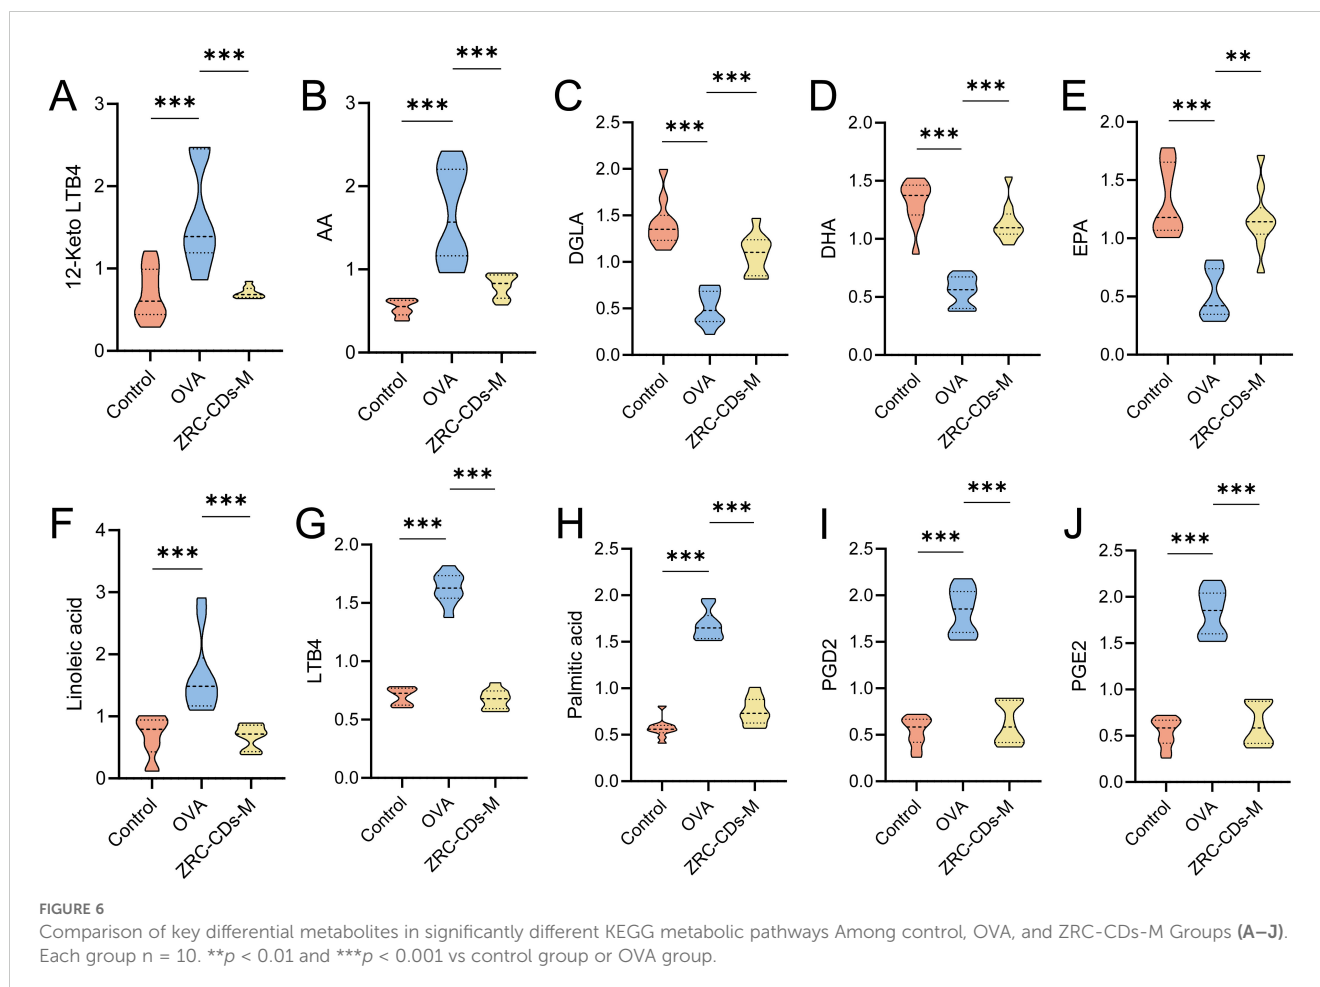 A
***
***
12-Keto LTB4
3
2
1
0
Control
OVA
ZRC-CDs-M
B
***
***
AA
3
2
1
0
Control
OVA
ZRC-CDs-M
C
***
***
DGLA
2.5
2.0
1.5
1.0
0.5
0.0
Control
OVA
ZRC-CDs-M
D
***
***
DHA
2.0
1.5
1.0
0.5
0.0
Control
OVA
ZRC-CDs-M
E
***
**
EPA
2.0
1.5
1.0
0.5
0.0
Control
OVA
ZRC-CDs-M
F
***
***
Linoleic acid
4
3
2
1
0
Control
OVA
ZRC-CDs-M
G
***
***
LTB4
2.0
1.5
1.0
0.5
0.0
Control
OVA
ZRC-CDs-M
H
***
***
Palmitic acid
2.5
2.0
1.5
1.0
0.5
0.0
Control
OVA
ZRC-CDs-M
I
***
***
PGD2
2.5
2.0
1.5
1.0
0.5
0.0
Control
OVA
ZRC-CDs-M
J
***
***
PGE2
2.5
2.0
1.5
1.0
0.5
0.0
Control
OVA
ZRC-CDs-M
FIGURE 6
Comparison of key differential metabolites in significantly different KEGG metabolic pathways Among control, OVA, and ZRC-CDs-M Groups (A–J).
Each group n = 10. **p < 0.01 and ***p < 0.001 vs control group or OVA group.